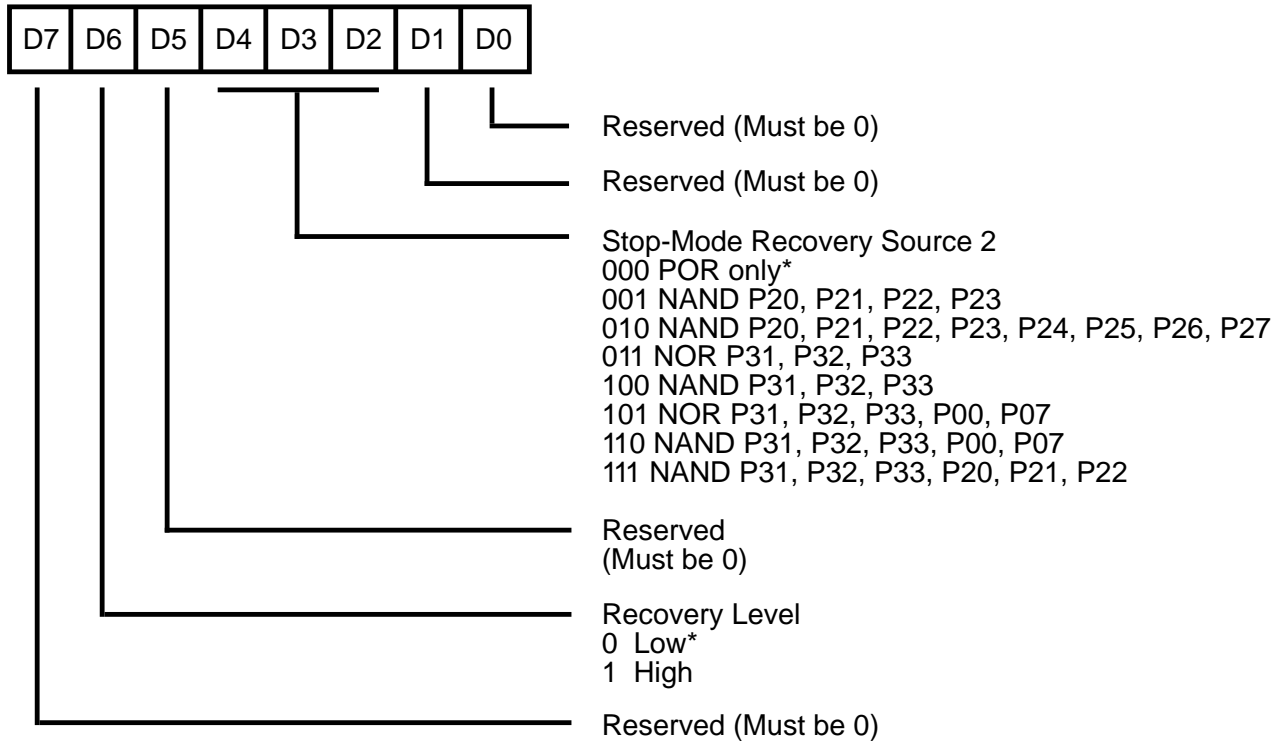 D7 D6 D5 D4 D3 D2 D1 D0
Reserved (Must be 0)
Reserved (Must be 0)
Stop-Mode Recovery Source 2
000 POR only*
001 NAND P20, P21, P22, P23
010 NAND P20, P21, P22, P23, P24, P25, P26, P27
011 NOR P31, P32, P33
100 NAND P31, P32, P33
101 NOR P31, P32, P33, P00, P07
110 NAND P31, P32, P33, P00, P07
111 NAND P31, P32, P33, P20, P21, P22
Reserved
(Must be 0)
Recovery Level
0 Low*
1 High
Reserved (Must be 0)